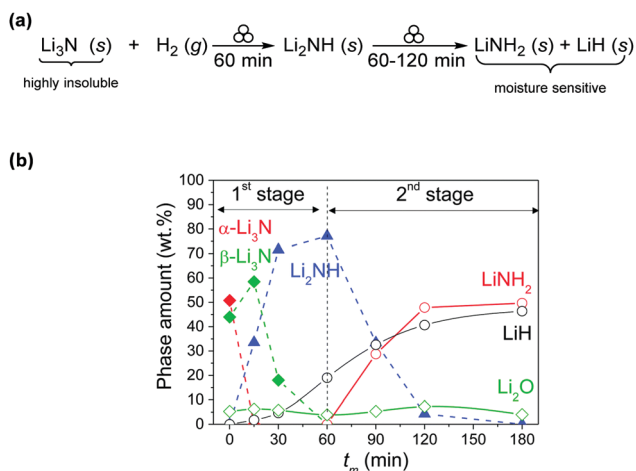 (a)
Li₃N (s) + H₂ (g) 60 min Li₂NH (s) 60-120 min LiNH₂ (s) + LiH (s)
highly insoluble moisture sensitive
(b)
100
90
80
70
60
50
40
30
20
10
0
Phase amount (wt.%)
1ˢᵗ stage 2ⁿᵈ stage
α-Li₃N
β-Li₃N
Li₂NH
LiNH₂
LiH
Li₂O
0 30 60 90 120 150 180
tₘ (min)